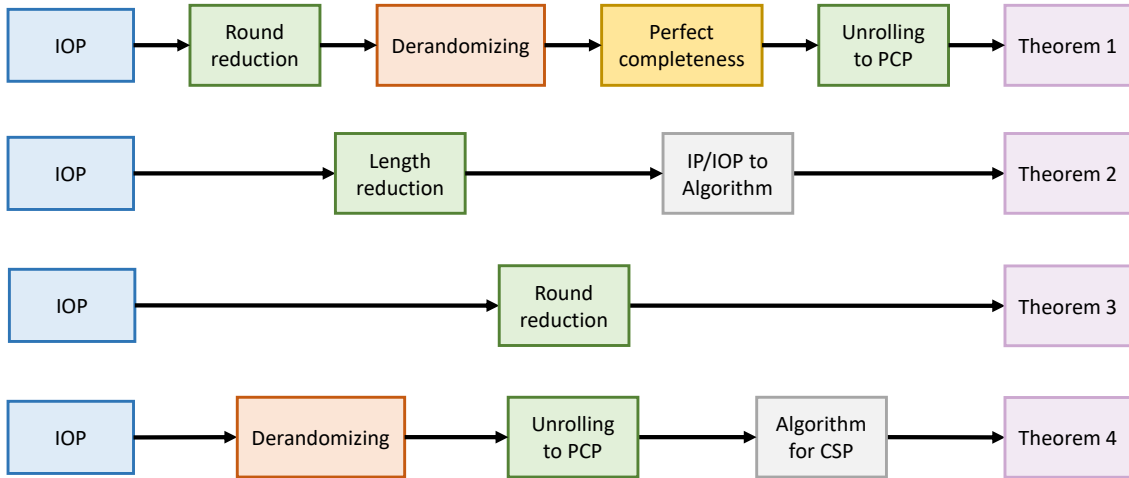 IOP
Round
reduction
Derandomizing
Perfect
completeness
Unrolling
to PCP
Theorem 1
IOP
Length
reduction
IP/IOP to
Algorithm
Theorem 2
IOP
Round
reduction
Theorem 3
IOP
Derandomizing
Unrolling
to PCP
Algorithm
for CSP
Theorem 4